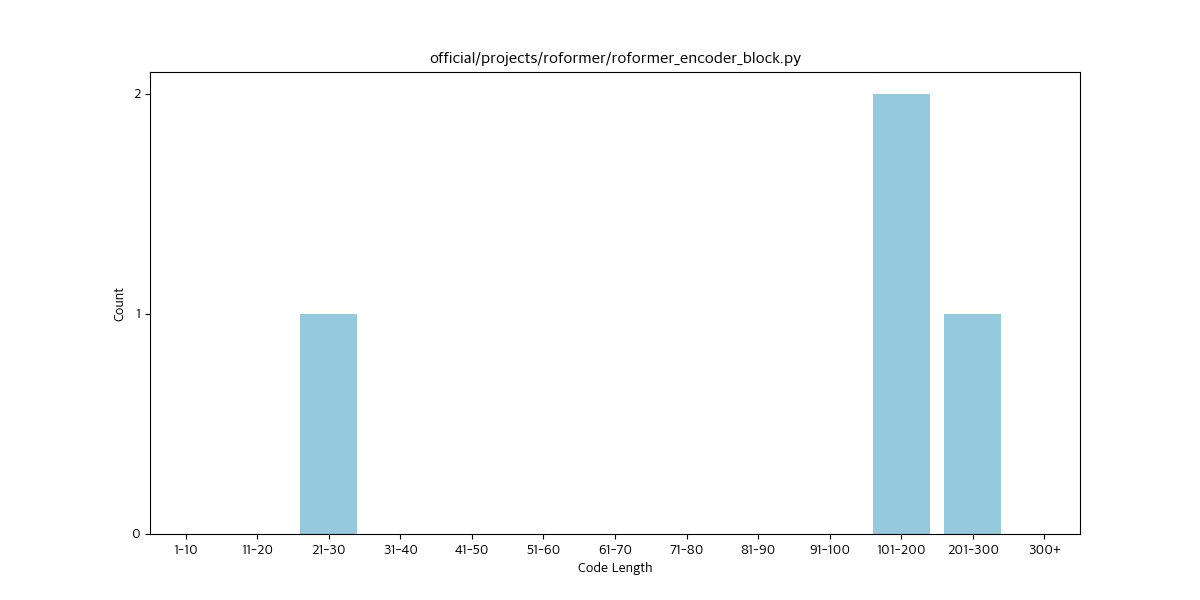 official/projects/roformer/roformer_encoder_block.py
2
1
0
Count
1-10 11-20 21-30 31-40 41-50 51-60 61-70 71-80 81-90 91-100 101-200 201-300 300+
Code Length